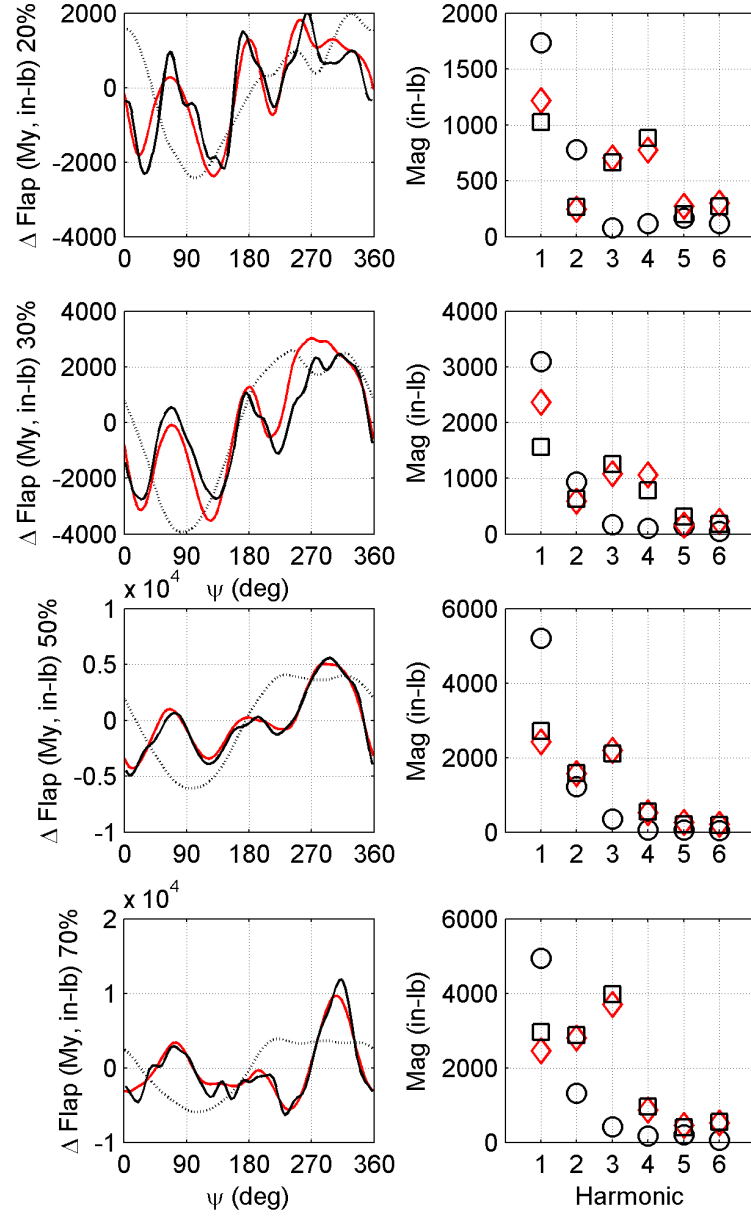 Δ Flap (My, in-lb) 20%
2000
0
-2000
-4000
0 90 180 270 360
Mag (in-lb)
2000
1500
1000
500
0
1 2 3 4 5 6
Δ Flap (My, in-lb) 30%
4000
2000
0
-2000
-4000
0 90 180 270 360
ψ (deg)
Mag (in-lb)
4000
3000
2000
1000
0
1 2 3 4 5 6
x 10^4
Δ Flap (My, in-lb) 50%
1
0.5
0
-0.5
-1
0 90 180 270 360
Mag (in-lb)
6000
4000
2000
0
1 2 3 4 5 6
x 10^4
Δ Flap (My, in-lb) 70%
2
1
0
-1
0 90 180 270 360
ψ (deg)
Mag (in-lb)
6000
4000
2000
0
1 2 3 4 5 6
Harmonic